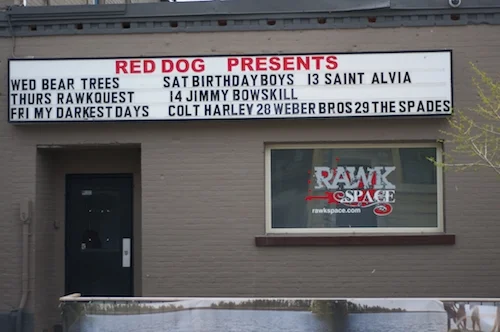 RED DOG PRESENTS
WED BEAR TREES SAT BIRTHDAY BOYS 13 SAINT ALVIA
THURS RAWKQUEST 14 JIMMY BOWSKILL
FRI MY DARKEST DAYS COLT HARLEY 28 WEBER BROS 29 THE SPADES
RAWK
SPACE
rawkspace.com